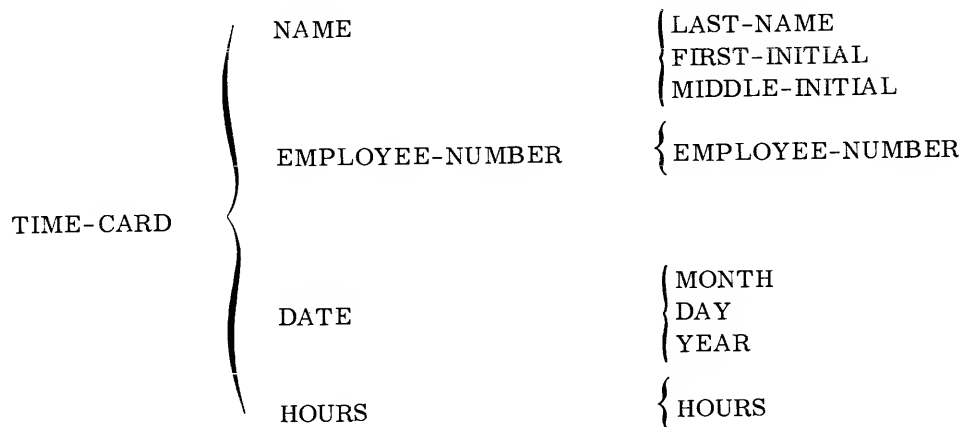 NAME LAST-NAME
FIRST-INITIAL
MIDDLE-INITIAL
EMPLOYEE-NUMBER EMPLOYEE-NUMBER
TIME-CARD
MONTH
DATE DAY
YEAR
HOURS HOURS